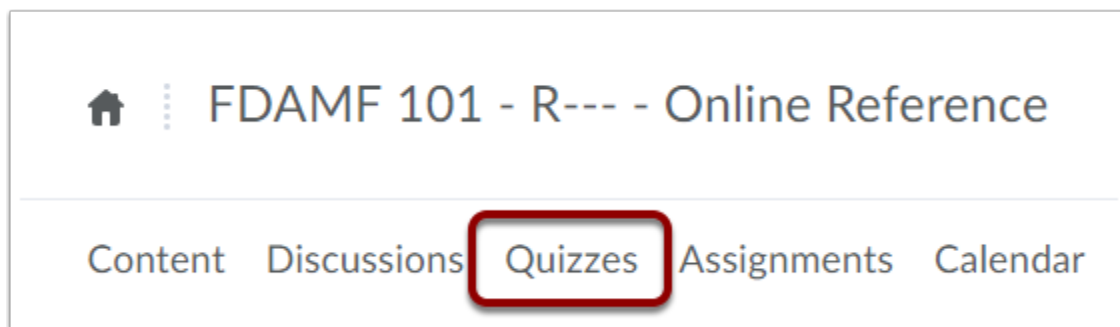 FDAMF 101 - R--- - Online Reference
Content Discussions Quizzes Assignments Calendar